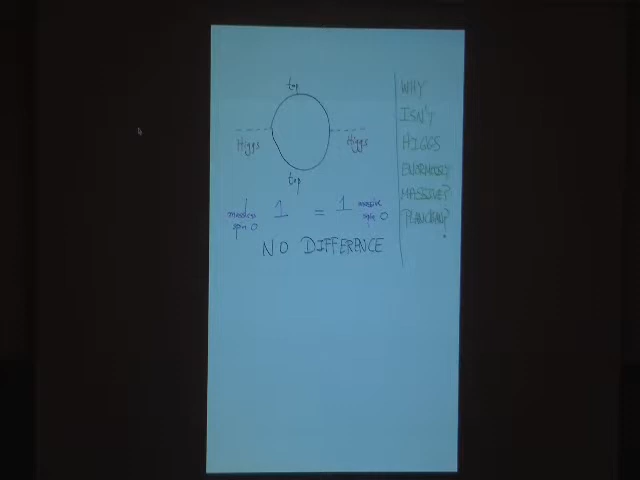 top
Higgs
Higgs
top
massless
spin 0
1 = 1
massive
spin 0
NO DIFFERENCE
WHY
ISN'T
HIGGS
ENORMOUSLY
MASSIVE?
PLANCKIAN?